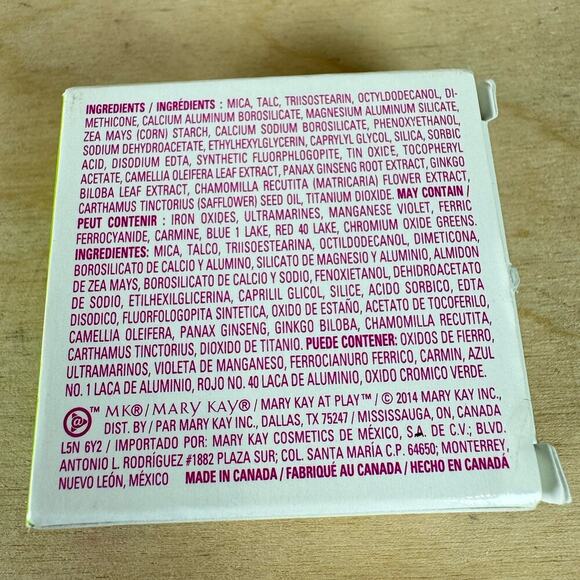 INGREDIENTS / INGRÉDIENTS : MICA, TALC, TRIISOSTEARIN, OCTYLDODECANOL, DI-
METHICONE, CALCIUM ALUMINUM BOROSILICATE, MAGNESIUM ALUMINUM SILICATE,
ZEA MAYS (CORN) STARCH, CALCIUM SODIUM BOROSILICATE, PHENOXYETHANOL,
SODIUM DEHYDROACETATE, ETHYLHEXYLGLYCERIN, CAPRYLYL GLYCOL, SILICA, SORBIC
ACID, DISODIUM EDTA, SYNTHETIC FLUORPHLOGOPITE, TIN OXIDE, TOCOPHERYL
ACETATE, CAMELLIA OLEIFERA LEAF EXTRACT, PANAX GINSENG ROOT EXTRACT, GINKGO
BILOBA LEAF EXTRACT, CHAMOMILLA RECUTITA (MATRICARIA) FLOWER EXTRACT,
CARTHAMUS TINCTORIUS (SAFFLOWER) SEED OIL, TITANIUM DIOXIDE. MAY CONTAIN /
PEUT CONTENIR : IRON OXIDES, ULTRAMARINES, MANGANESE VIOLET, FERRIC
FERROCYANIDE, CARMINE, BLUE 1 LAKE, RED 40 LAKE, CHROMIUM OXIDE GREENS.
INGREDIENTES: MICA, TALCO, TRIISOESTEARINA, OCTILDODECANOL, DIMETICONA,
BOROSILICATO DE CALCIO Y ALUMINO, SILICATO DE MAGNESIO Y ALUMINIO, ALMIDON
DE ZEA MAYS, BOROSILICATO DE CALCIO Y SODIO, FENOXIETANOL, DEHIDROACETATO
DE SODIO, ETILHEXILGLICERINA, CAPRILIL GLICOL, SILICE, ACIDO SORBICO, EDTA
DISODICO, FLUORFOLOGOPITA SINTETICA, OXIDO DE ESTAÑO, ACETATO DE TOCOFERILO,
CAMELLIA OLEIFERA, PANAX GINSENG, GINKGO BILOBA, CHAMOMILLA RECUTITA,
CARTHAMUS TINCTORIUS, DIOXIDO DE TITANIO. PUEDE CONTENER: OXIDOS DE FIERRO,
ULTRAMARINOS, VIOLETA DE MANGANESO, FERROCIANURO FERRICO, CARMIN, AZUL
NO. 1 LACA DE ALUMINIO, ROJO NO. 40 LACA DE ALUMINIO, OXIDO CROMICO VERDE.
@™ MK®/MARY KAY®/ MARY KAY AT PLAY™/ © 2014 MARY KAY INC.,
DIST. BY / PAR MARY KAY INC., DALLAS, TX 75247 / MISSISSAUGA, ON, CANADA
L5N 6Y2 / IMPORTADO POR: MARY KAY COSMETICS DE MÉXICO, S.A. DE C.V.; BLVD.
ANTONIO L. RODRÍGUEZ #1882 PLAZA SUR; COL. SANTA MARÍA C.P. 64650; MONTERREY,
NUEVO LEÓN, MÉXICO MADE IN CANADA / FABRIQUÉ AU CANADA / HECHO EN CANADÁ